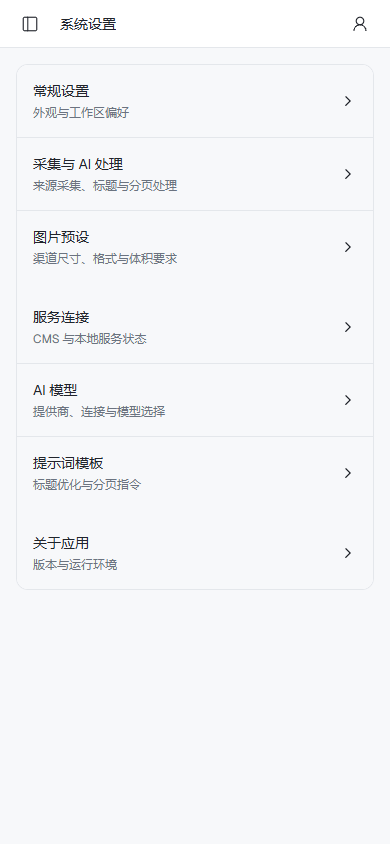 系统设置
常规设置
外观与工作区偏好
采集与 AI 处理
来源采集、标题与分页处理
图片预设
渠道尺寸、格式与体积要求
服务连接
CMS 与本地服务状态
AI 模型
提供商、连接与模型选择
提示词模板
标题优化与分页指令
关于应用
版本与运行环境